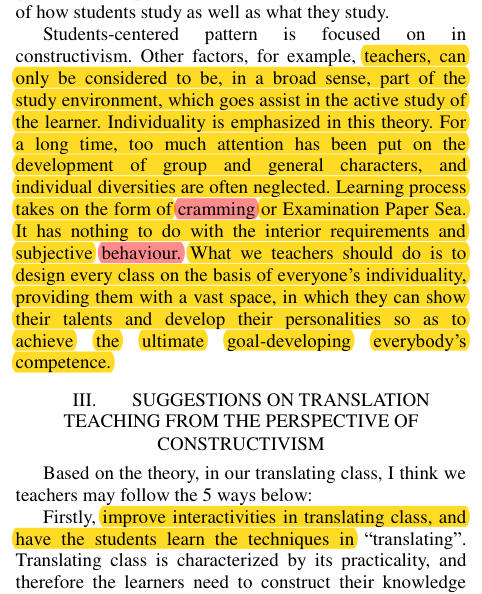 of how students study as well as what they study.
Students-centered pattern is focused on in
constructivism. Other factors, for example, teachers, can
only be considered to be, in a broad sense, part of the
study environment, which goes assist in the active study of
the learner. Individuality is emphasized in this theory. For
a long time, too much attention has been put on the
development of group and general characters, and
individual diversities are often neglected. Learning process
takes on the form of cramming or Examination Paper Sea.
It has nothing to do with the interior requirements and
subjective behaviour. What we teachers should do is to
design every class on the basis of everyone's individuality,
providing them with a vast space, in which they can show
their talents and develop their personalities so as to
achieve the ultimate goal-developing everybody's
competence.
III. SUGGESTIONS ON TRANSLATION
TEACHING FROM THE PERSPECTIVE OF
CONSTRUCTIVISM
Based on the theory, in our translating class, I think we
teachers may follow the 5 ways below:
Firstly, improve interactivities in translating class, and
have the students learn the techniques in “translating”.
Translating class is characterized by its practicality, and
therefore the learners need to construct their knowledge